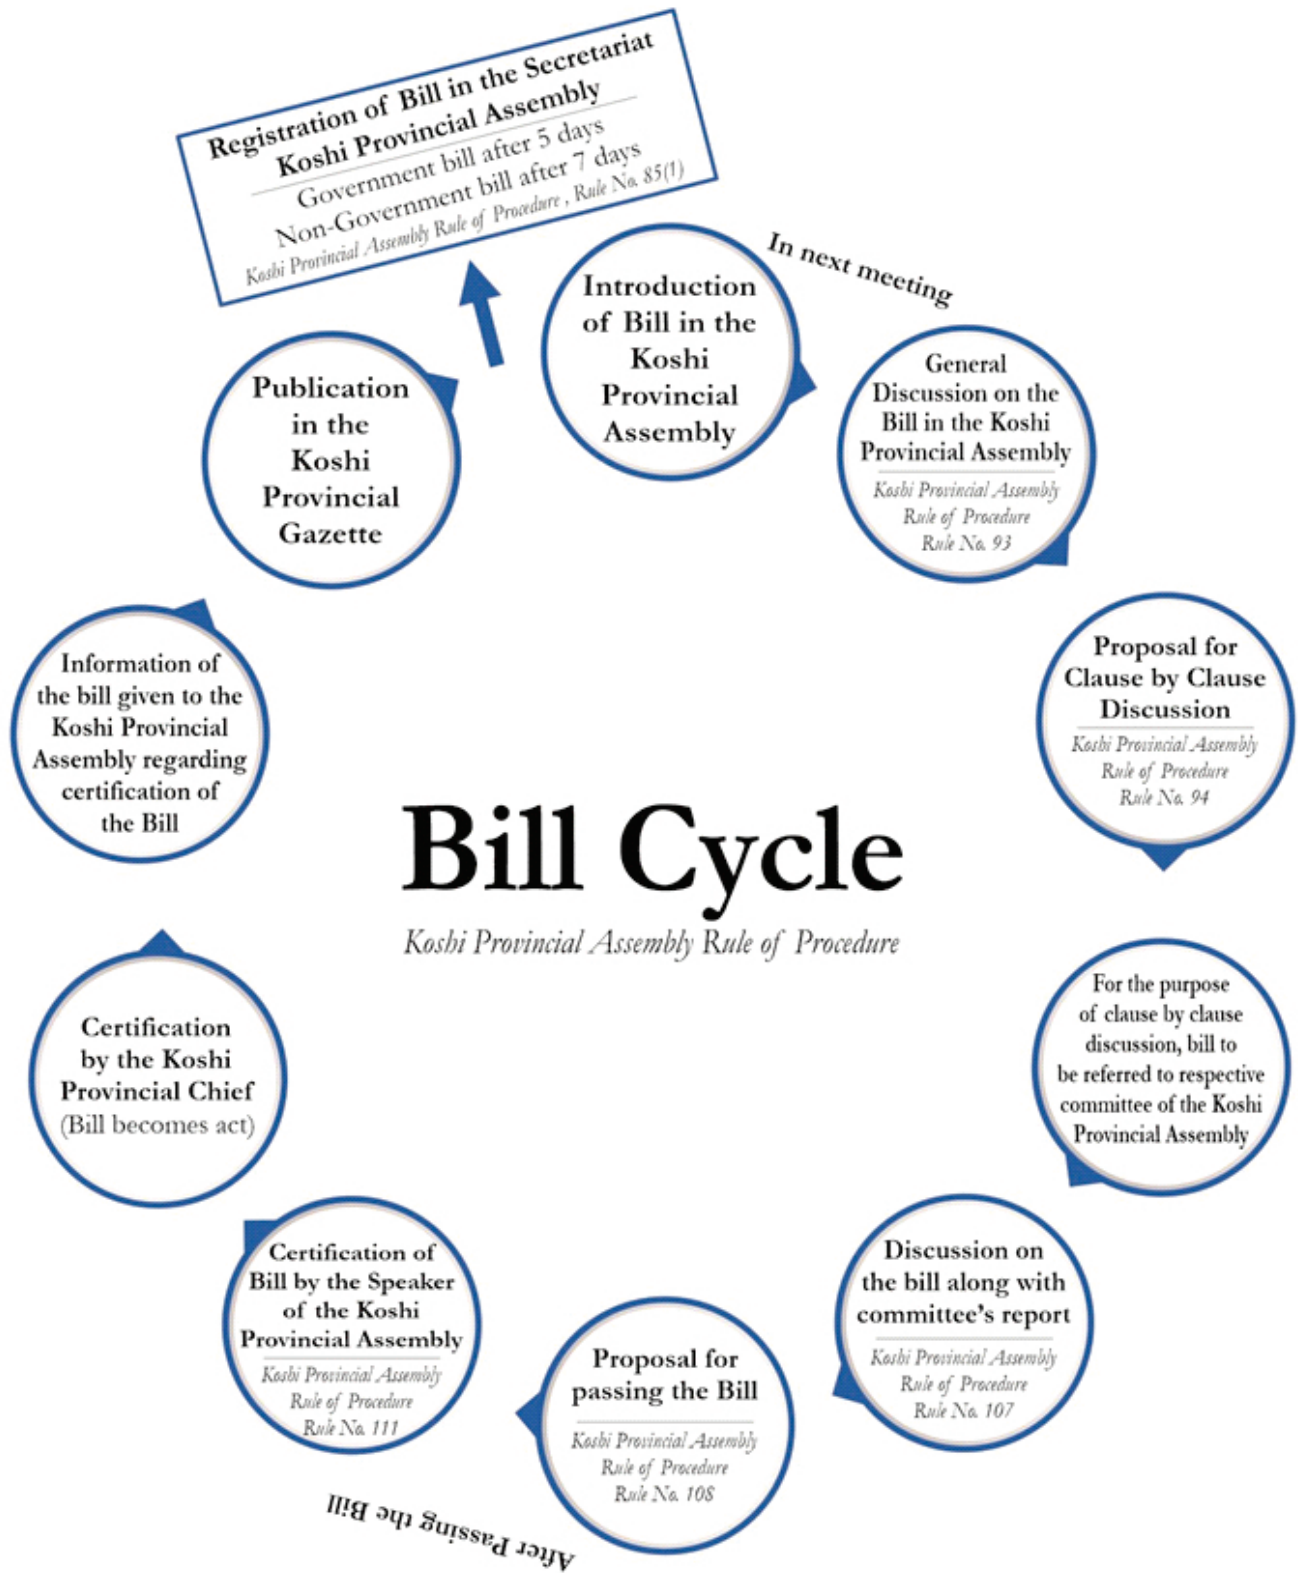 Registration of Bill in the Secretariat
Koshi Provincial Assembly
Government bill after 5 days
Non-Government bill after 7 days
Koshi Provincial Assembly Rule of Procedure , Rule No. 85(1)
Introduction
of Bill in the
Koshi
Provincial
Assembly
In next meeting
General
Discussion on the
Bill in the Koshi
Provincial Assembly
Koshi Provincial Assembly
Rule of Procedure
Rule No. 93
Proposal for
Clause by Clause
Discussion
Koshi Provincial Assembly
Rule of Procedure
Rule No. 94
For the purpose
of clause by clause
discussion, bill to
be referred to respective
committee of the Koshi
Provincial Assembly
Discussion on
the bill along with
committee's report
Koshi Provincial Assembly
Rule of Procedure
Rule No. 107
Proposal for
passing the Bill
Koshi Provincial Assembly
Rule of Procedure
Rule No. 108
After Passing the Bill
Certification of
Bill by the Speaker
of the Koshi
Provincial Assembly
Koshi Provincial Assembly
Rule of Procedure
Rule No. 111
Certification
by the Koshi
Provincial Chief
(Bill becomes act)
Information of
the bill given to the
Koshi Provincial
Assembly regarding
certification of
the Bill
Publication
in the
Koshi
Provincial
Gazette
Bill Cycle
Koshi Provincial Assembly Rule of Procedure